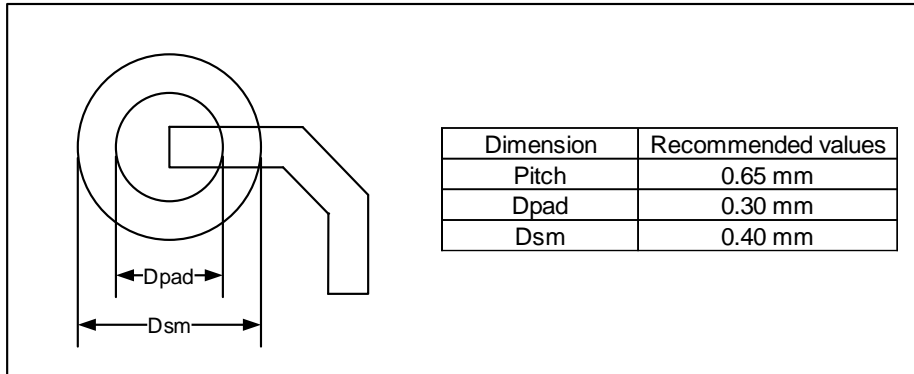 Dimension Recommended values
Pitch 0.65 mm
Dpad 0.30 mm
Dsm 0.40 mm
Dpad
Dsm